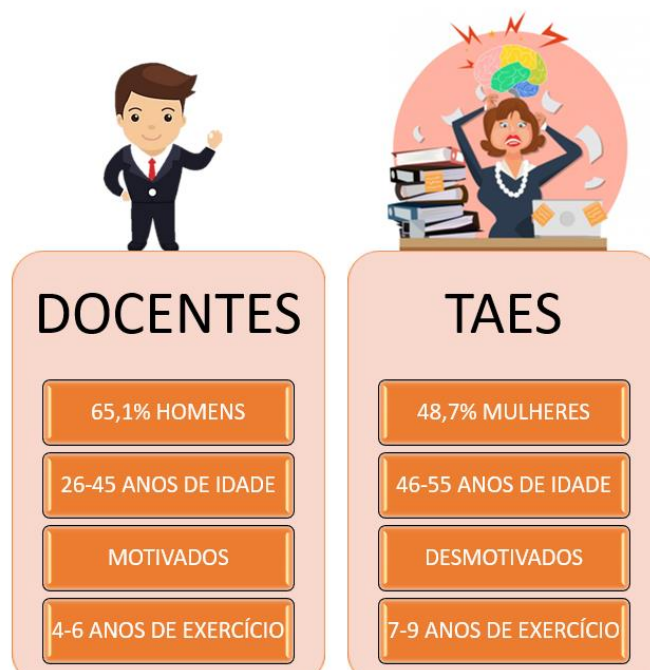 DOCENTES
65,1% HOMENS
26-45 ANOS DE IDADE
MOTIVADOS
4-6 ANOS DE EXERCÍCIO
TAES
48,7% MULHERES
46-55 ANOS DE IDADE
DESMOTIVADOS
7-9 ANOS DE EXERCÍCIO